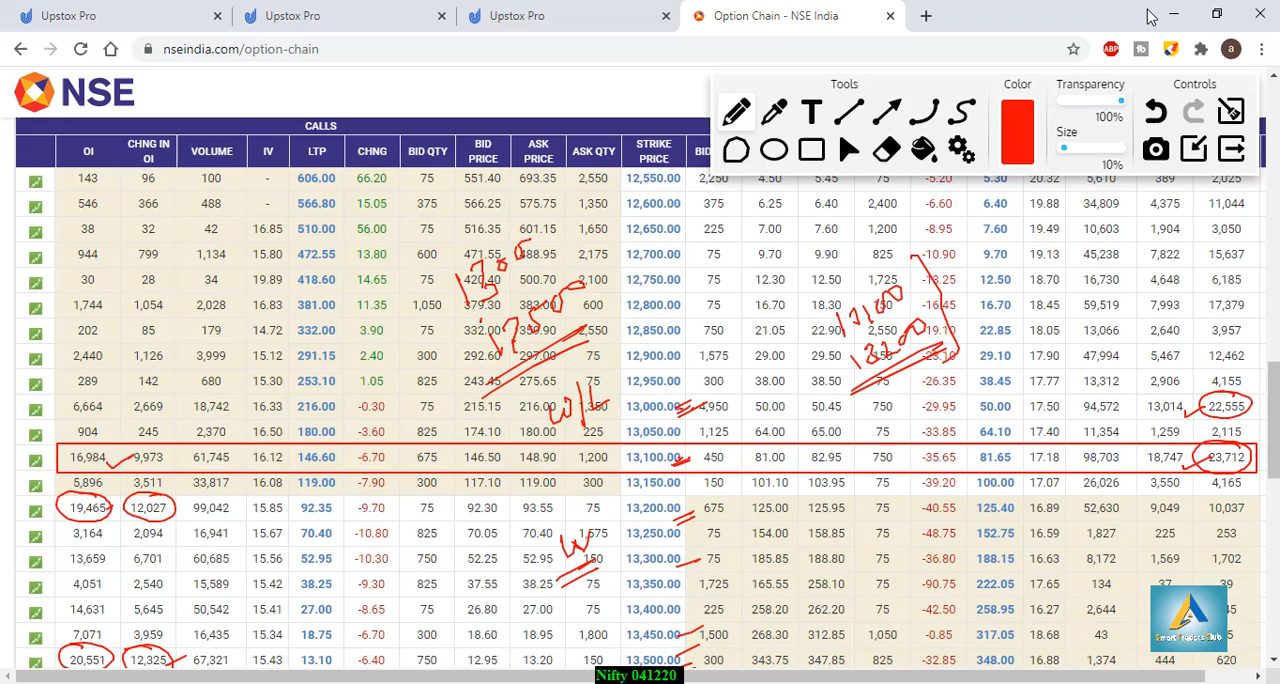 Upstox Pro
Upstox Pro
Upstox Pro
Option Chain - NSE India
nseindia.com/option-chain
ABP
a
NSE
Tools
Color
Transparency
Controls
100%
Size
10%
CALLS
OI CHNG IN OI VOLUME IV LTP CHNG BID QTY BID PRICE ASK PRICE ASK QTY STRIKE PRICE
143 96 100 - 606.00 66.20 551.40 693.35 2,550 12,550.00 2,250 4.50 5.45 75 -5.20 5.30 20.32 5,610 389 2,025
546 366 488 - 566.80 15.05 375 566.25 575.75 1,350 12,600.00 375 6.25 6.40 2,400 -6.60 6.40 19.88 34,809 4,375 11,044
38 32 42 16.85 510.00 56.00 75 516.35 601.15 1,650 12,650.00 225 7.00 7.60 1,200 -8.95 7.60 19.49 10,603 1,904 3,050
944 799 1,134 15.80 472.55 13.80 600 471.55 488.95 2,175 12,700.00 75 9.70 9.90 825 -10.90 9.70 19.13 45,238 7,822 15,637
30 28 34 19.89 418.60 14.65 75 420.40 500.70 2,100 12,750.00 75 12.30 12.50 1,725 -13.25 12.50 18.70 16,730 4,648 6,185
1,744 1,054 2,028 16.83 381.00 11.35 1,050 379.30 383.00 600 12,800.00 75 16.70 18.30 150 -16.45 16.70 18.45 59,519 7,993 17,379
202 85 179 14.72 332.00 3.90 75 332.00 359.90 2,550 12,850.00 750 21.05 22.90 2,550 -19.10 22.85 18.05 13,066 2,640 3,957
2,440 1,126 3,999 15.12 291.15 2.40 300 292.60 297.00 75 12,900.00 1,575 29.00 29.50 150 -23.10 29.10 17.90 47,994 5,467 12,462
289 142 680 15.30 253.10 1.05 825 243.45 275.65 75 12,950.00 300 38.00 38.50 75 -26.35 38.45 17.77 13,312 2,906 4,155
6,664 2,669 18,742 16.33 216.00 -0.30 75 215.15 216.00 1,350 13,000.00 4,950 50.00 50.45 750 -29.95 50.00 17.50 94,572 13,014 22,555
904 245 2,370 16.50 180.00 -3.60 825 174.10 180.00 225 13,050.00 1,125 64.00 65.00 75 -33.85 64.10 17.40 11,354 1,259 2,115
16,984 9,973 61,745 16.12 146.60 -6.70 675 146.50 148.90 1,200 13,100.00 450 81.00 82.95 750 -35.65 81.65 17.18 98,703 18,747 23,712
5,896 3,511 33,817 16.08 119.00 -7.90 825 117.10 119.00 300 13,150.00 150 101.10 103.95 75 -39.20 100.00 17.07 26,026 3,550 4,165
19,465 12,027 99,042 15.85 92.35 -9.70 75 92.30 93.55 75 13,200.00 675 125.00 125.95 75 -40.55 125.40 16.89 52,630 9,049 10,037
3,164 2,094 16,941 15.67 70.40 -10.80 825 70.05 70.40 1,575 13,250.00 75 154.00 158.85 75 -48.75 152.75 16.59 1,827 225 253
13,659 6,701 60,685 15.56 52.95 -10.30 750 52.25 52.95 150 13,300.00 75 185.85 188.80 75 -36.80 188.15 16.63 8,172 1,569 1,702
4,051 2,540 15,589 15.42 38.25 -9.30 825 37.55 38.25 75 13,350.00 1,725 165.55 258.10 75 -90.75 222.05 17.65 134 37 39
14,631 5,645 50,542 15.41 27.00 -8.65 75 26.80 27.00 75 13,400.00 225 258.20 262.20 75 -42.50 258.95 16.27 2,644
7,071 3,959 16,435 15.34 18.75 -6.70 300 18.60 18.95 1,800 13,450.00 1,500 268.30 312.85 1,050 -0.85 317.05 18.68 43
20,551 12,325 67,321 15.43 13.10 -6.40 750 12.95 13.20 150 13,500.00 300 343.75 347.75 825 -32.85 348.00 16.88 1,374 444 620
13100
13200
W
Smart Traders Club
Nifty 041220